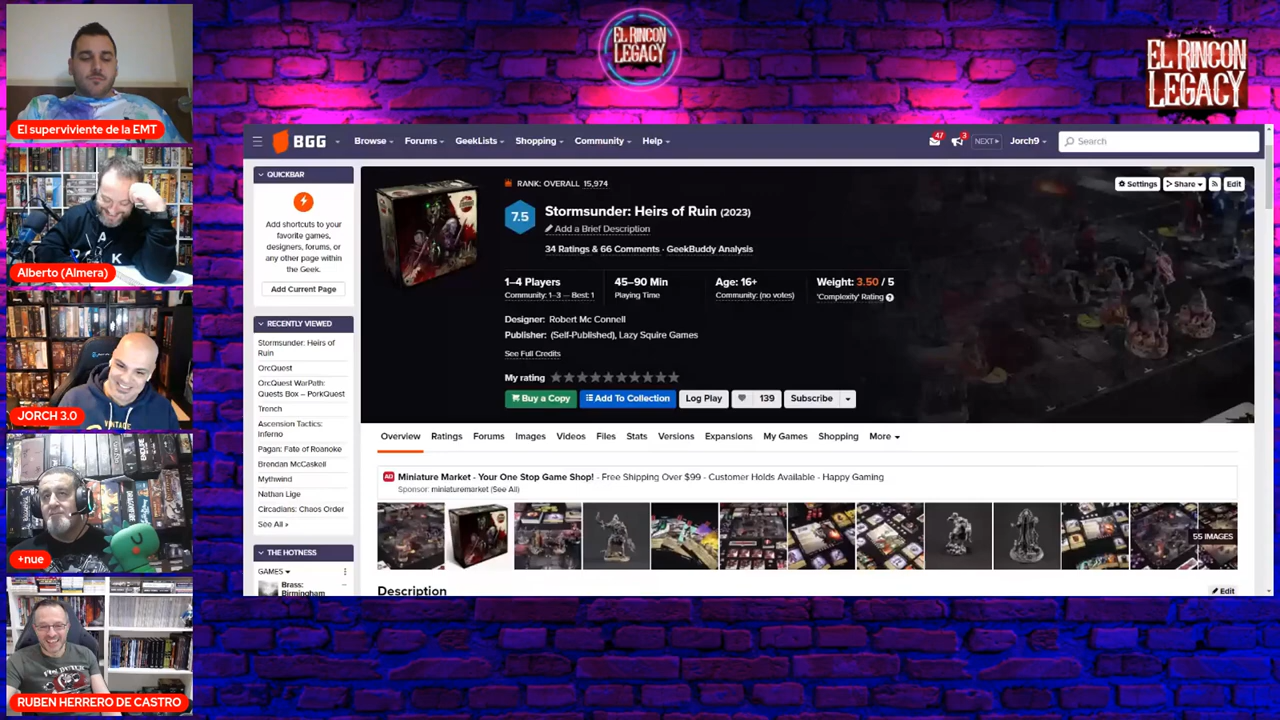 EL RINCON
LEGACY
EL RINCON
LEGACY
El superviviente de la EMT
Alberto (Almera)
JORCH 3.0
+nue
RUBEN HERRERO DE CASTRO
BGG
Browse
Forums
GeekLists
Shopping
Community
Help
47
3
NEXT
Jorch9
Search
QUICKBAR
Add shortcuts to your
favorite games,
designers, forums, or
any other page within
the Geek.
Add Current Page
RECENTLY VIEWED
Stormsunder: Heirs of
Ruin
OrcQuest
OrcQuest WarPath:
Quests Box – PorkQuest
Trench
Ascension Tactics:
Inferno
Pagan: Fate of Roanoke
Brendan McCaskell
Mythwind
Nathan Lige
Circadians: Chaos Order
See All »
THE HOTNESS
GAMES
Brass:
Birmingham
RANK: OVERALL 15,974
Settings
Share
Edit
7.5
Stormsunder: Heirs of Ruin (2023)
Add a Brief Description
34 Ratings & 66 Comments · GeekBuddy Analysis
1–4 Players
Community: 1–3 — Best: 1
45–90 Min
Playing Time
Age: 16+
Community: (no votes)
Weight: 3.50 / 5
'Complexity' Rating
Designer: Robert Mc Connell
Publisher: (Self-Published), Lazy Squire Games
See Full Credits
My rating
Buy a Copy
Add To Collection
Log Play
139
Subscribe
Overview
Ratings
Forums
Images
Videos
Files
Stats
Versions
Expansions
My Games
Shopping
More
AD Miniature Market - Your One Stop Game Shop! - Free Shipping Over $99 - Customer Holds Available - Happy Gaming
Sponsor: miniaturemarket (See All)
55 IMAGES
Description
Edit